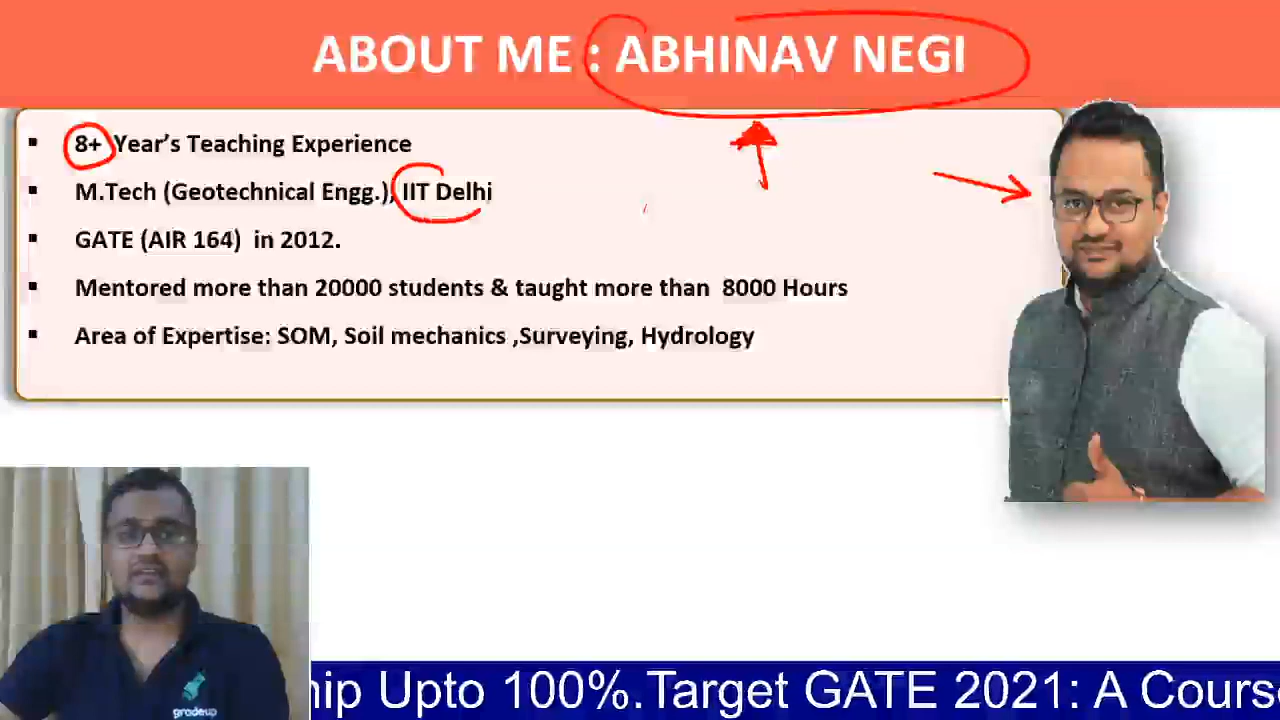 ABOUT ME : ABHINAV NEGI
8+ Year's Teaching Experience
M.Tech (Geotechnical Engg.), IIT Delhi
GATE (AIR 164) in 2012.
Mentored more than 20000 students & taught more than 8000 Hours
Area of Expertise: SOM, Soil mechanics ,Surveying, Hydrology
gradeup
hip Upto 100%.Target GATE 2021: A Course